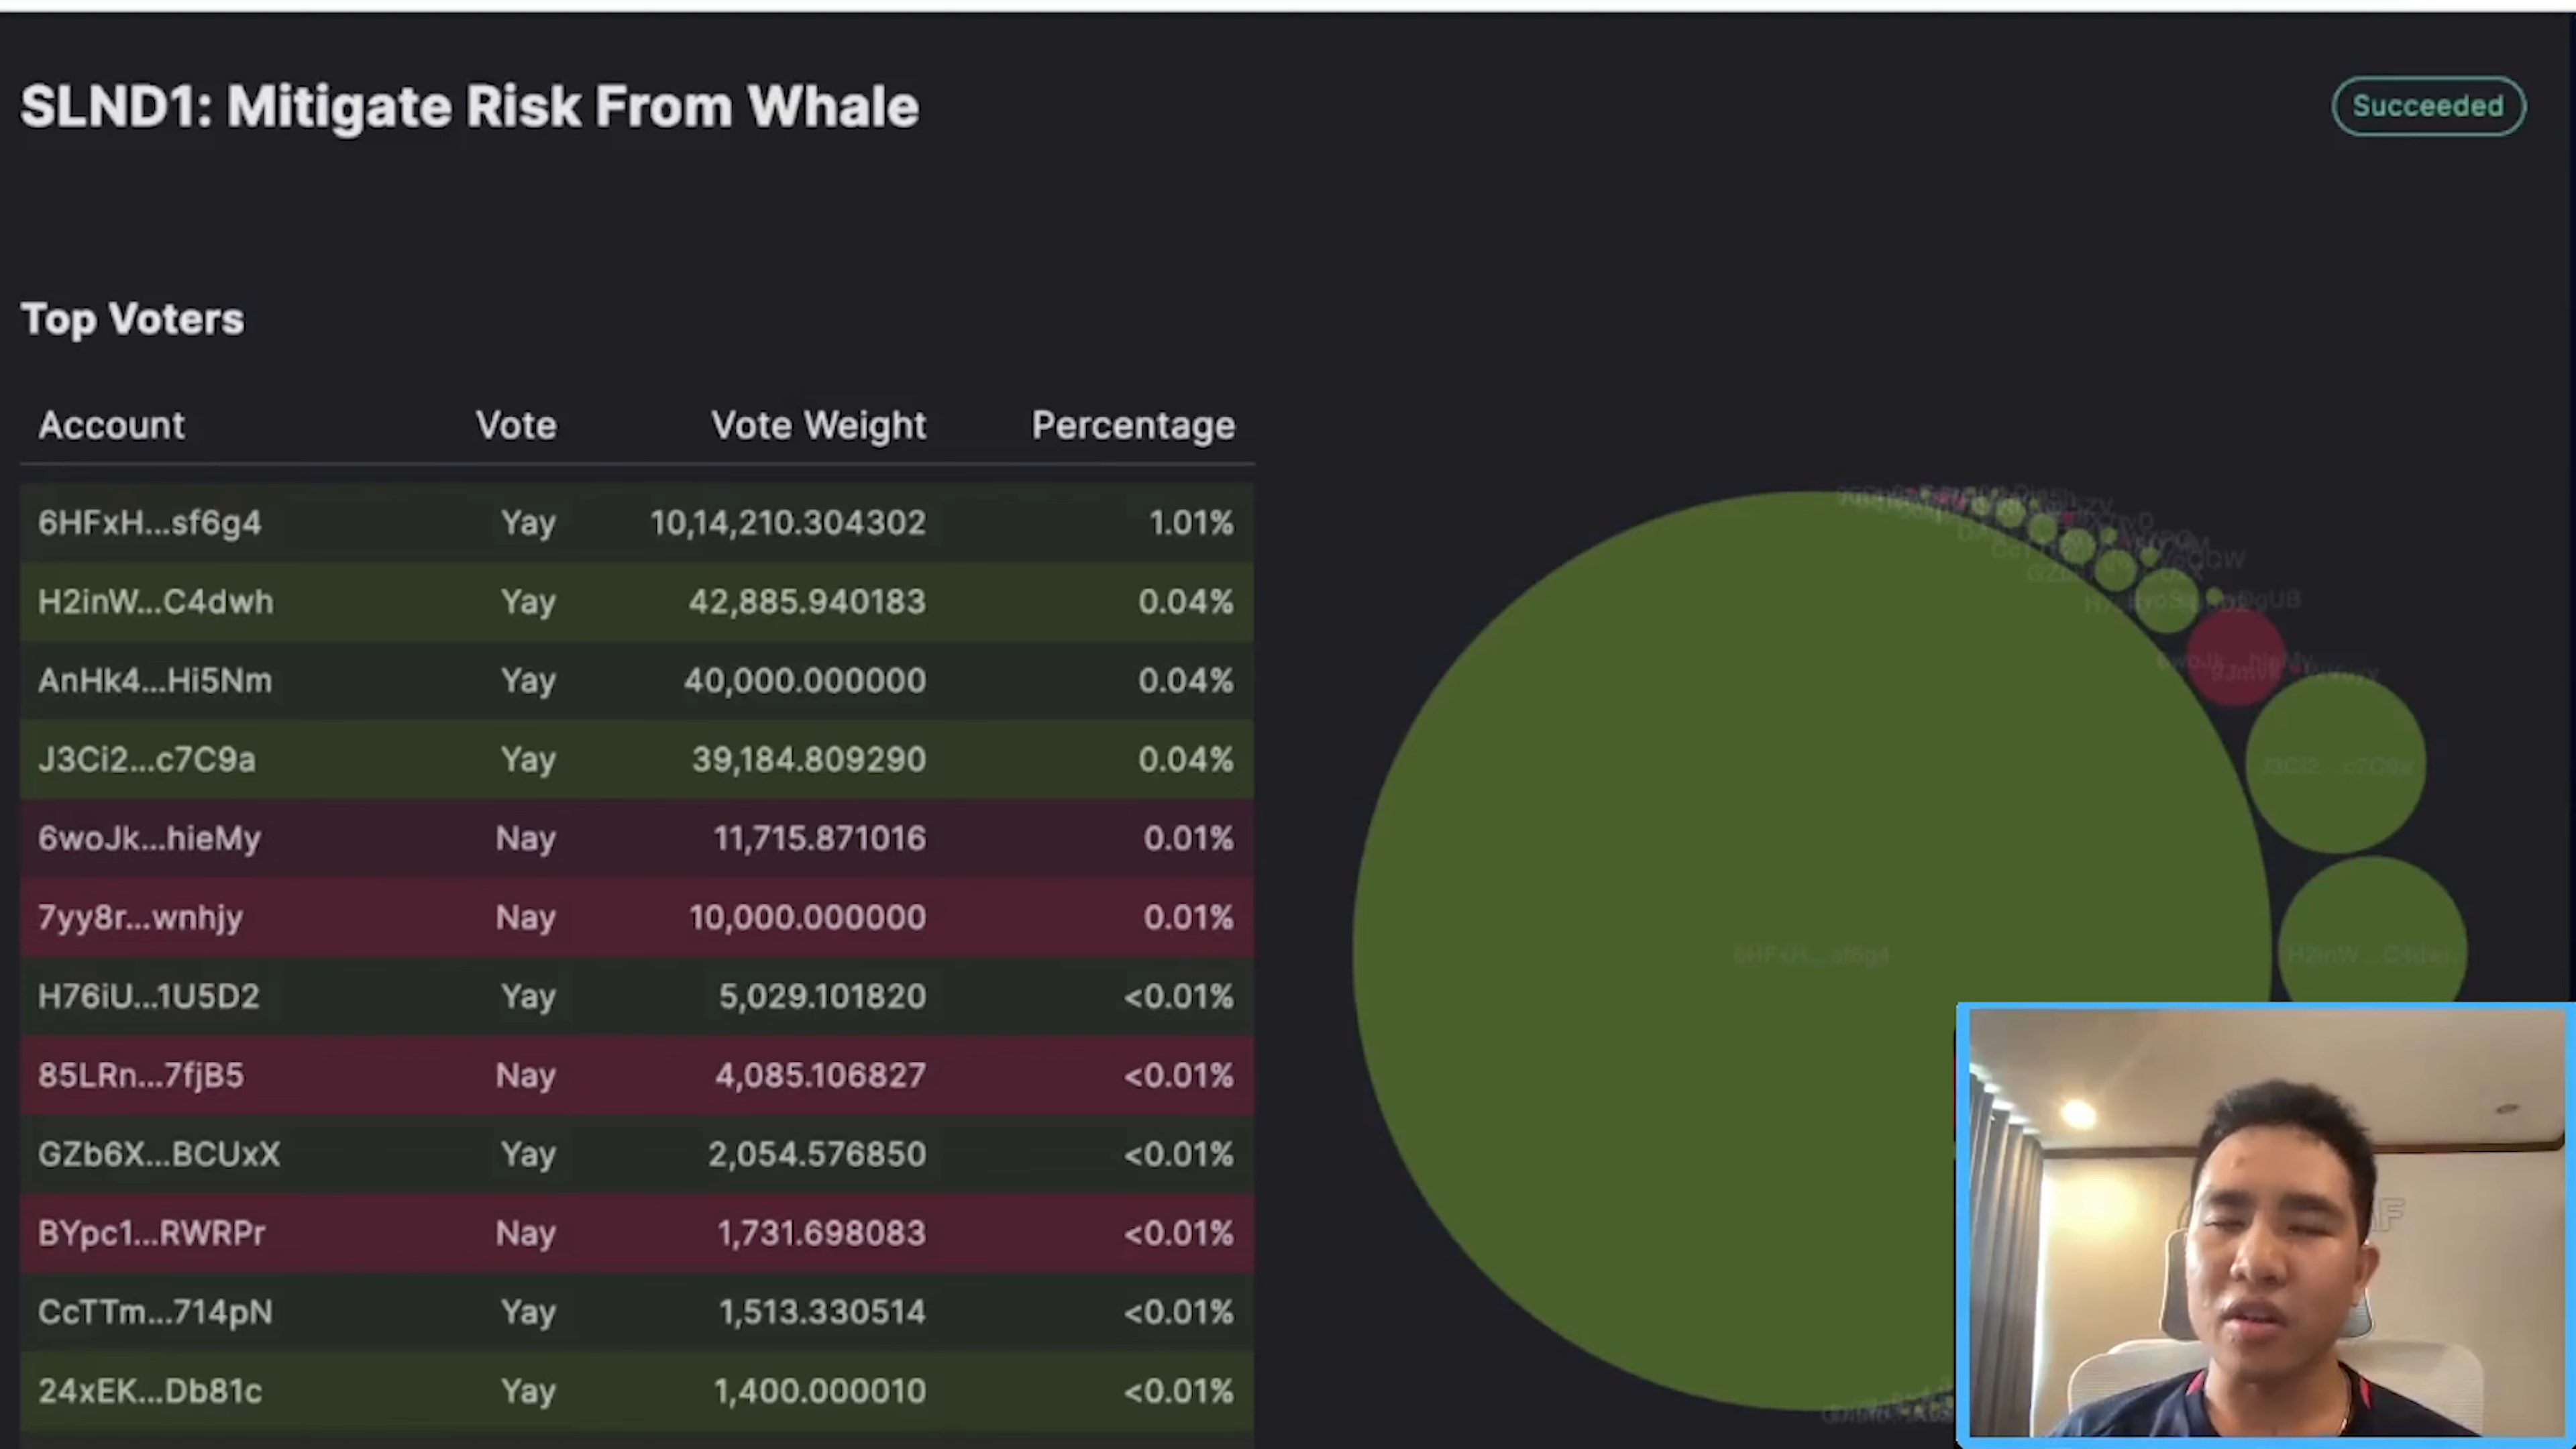 SLND1: Mitigate Risk From Whale
Succeeded
Top Voters
Account Vote Vote Weight Percentage
6HFxH...sf6g4 Yay 10,14,210.304302 1.01%
H2inW...C4dwh Yay 42,885.940183 0.04%
AnHk4...Hi5Nm Yay 40,000.000000 0.04%
J3Ci2...c7C9a Yay 39,184.809290 0.04%
6woJk...hieMy Nay 11,715.871016 0.01%
7yy8r...wnhjy Nay 10,000.000000 0.01%
H76iU...1U5D2 Yay 5,029.101820 <0.01%
85LRn...7fjB5 Nay 4,085.106827 <0.01%
GZb6X...BCUxX Yay 2,054.576850 <0.01%
BYpc1...RWRPr Nay 1,731.698083 <0.01%
CcTTm...714pN Yay 1,513.330514 <0.01%
24xEK...Db81c Yay 1,400.000010 <0.01%
J3Ci2...c7C9a
6HFxH...sf6g4